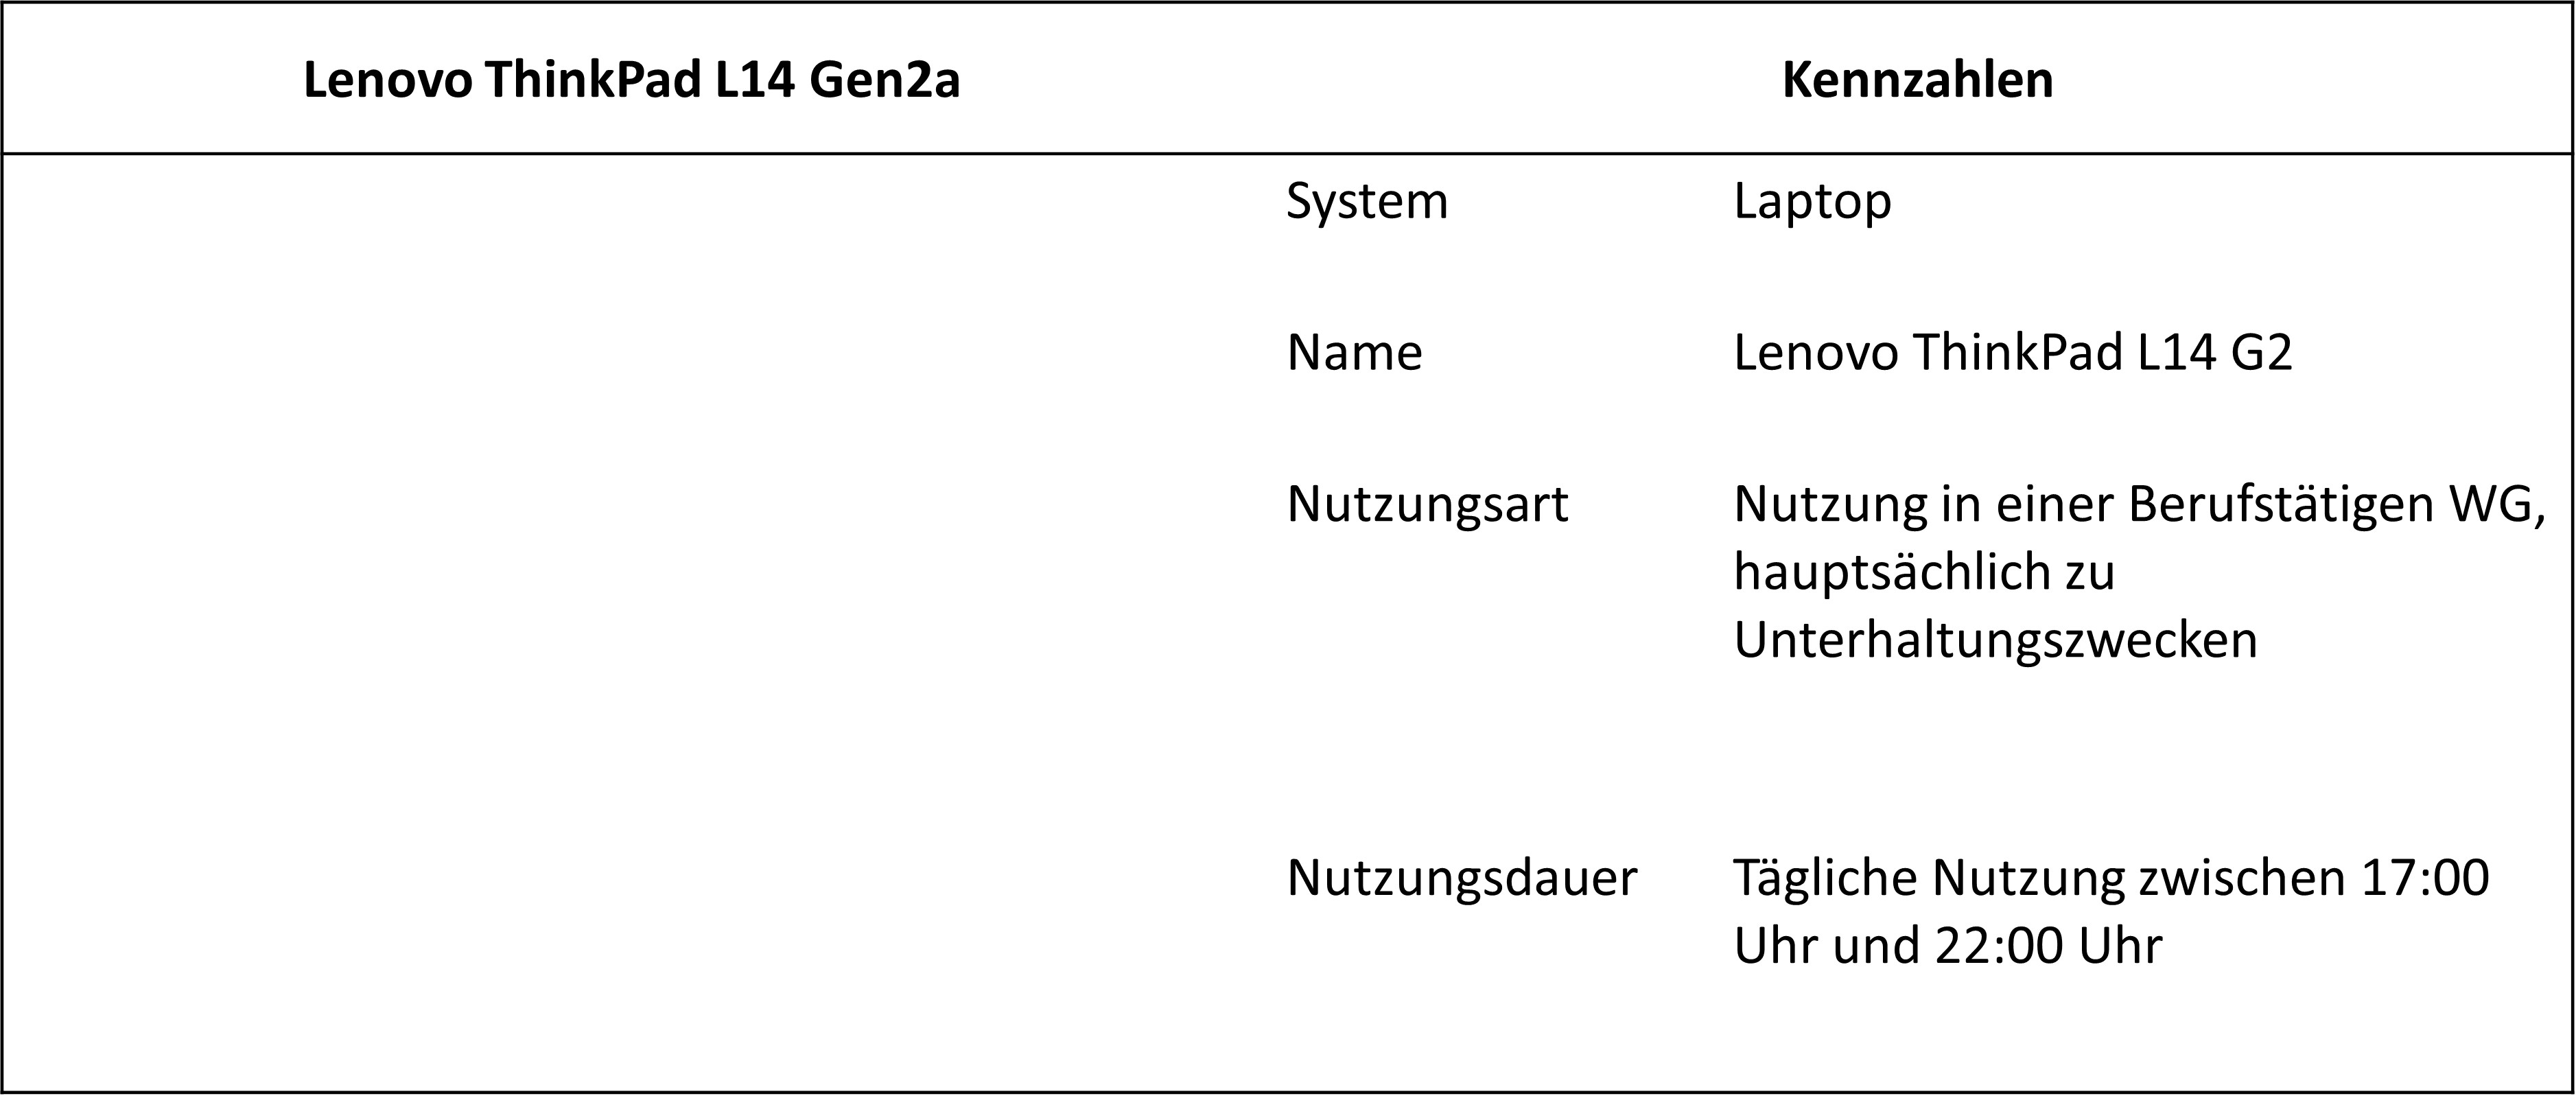 Lenovo ThinkPad L14 Gen2a Kennzahlen
System Laptop
Name Lenovo ThinkPad L14 G2
Nutzungsart Nutzung in einer Berufstätigen WG,
hauptsächlich zu
Unterhaltungszwecken
Nutzungsdauer Tägliche Nutzung zwischen 17:00
Uhr und 22:00 Uhr